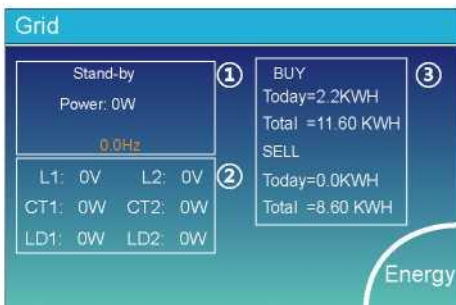 Grid
Stand-by
Power: 0W
0.0Hz
①
L1: 0V L2: 0V
CT1: 0W CT2: 0W
LD1: 0W LD2: 0W
②
BUY
Today=2.2KWH
Total =11.60 KWH
SELL
Today=0.0KWH
Total =8.60 KWH
③
Energy